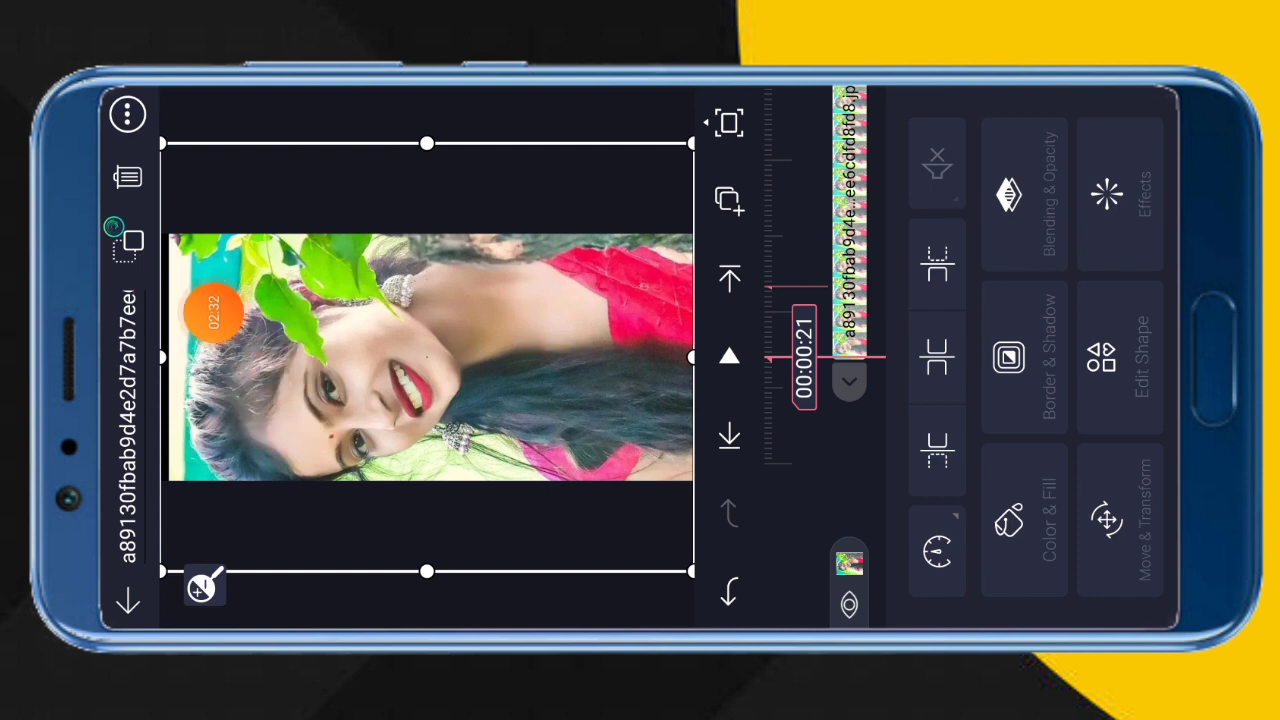 a89130fbab9d4e2d7a7b7ee
02:32
00:00:21
a89130fbab9d4e...ee6cdfd8fd8.jp
Color & Fill
Border & Shadow
Blending & Opacity
Move & Transform
Edit Shape
Effects